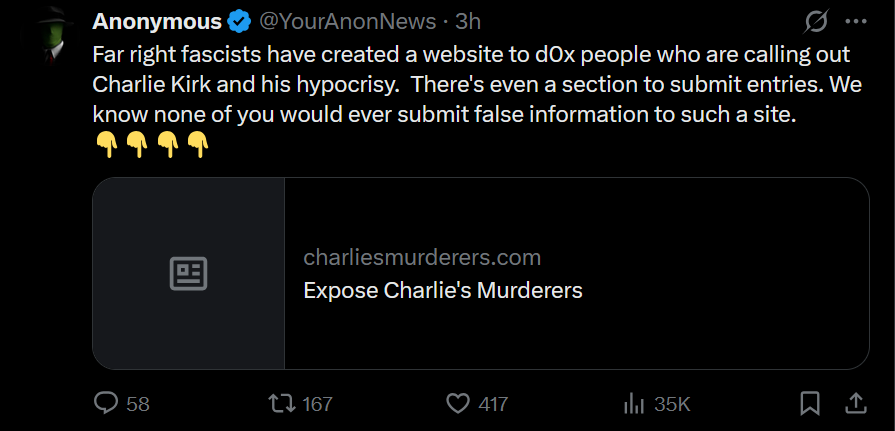 Anonymous @YourAnonNews · 3h
Far right fascists have created a website to d0x people who are calling out
Charlie Kirk and his hypocrisy. There's even a section to submit entries. We
know none of you would ever submit false information to such a site.
👇👇👇👇
charliesmurderers.com
Expose Charlie's Murderers
58 167 417 35K